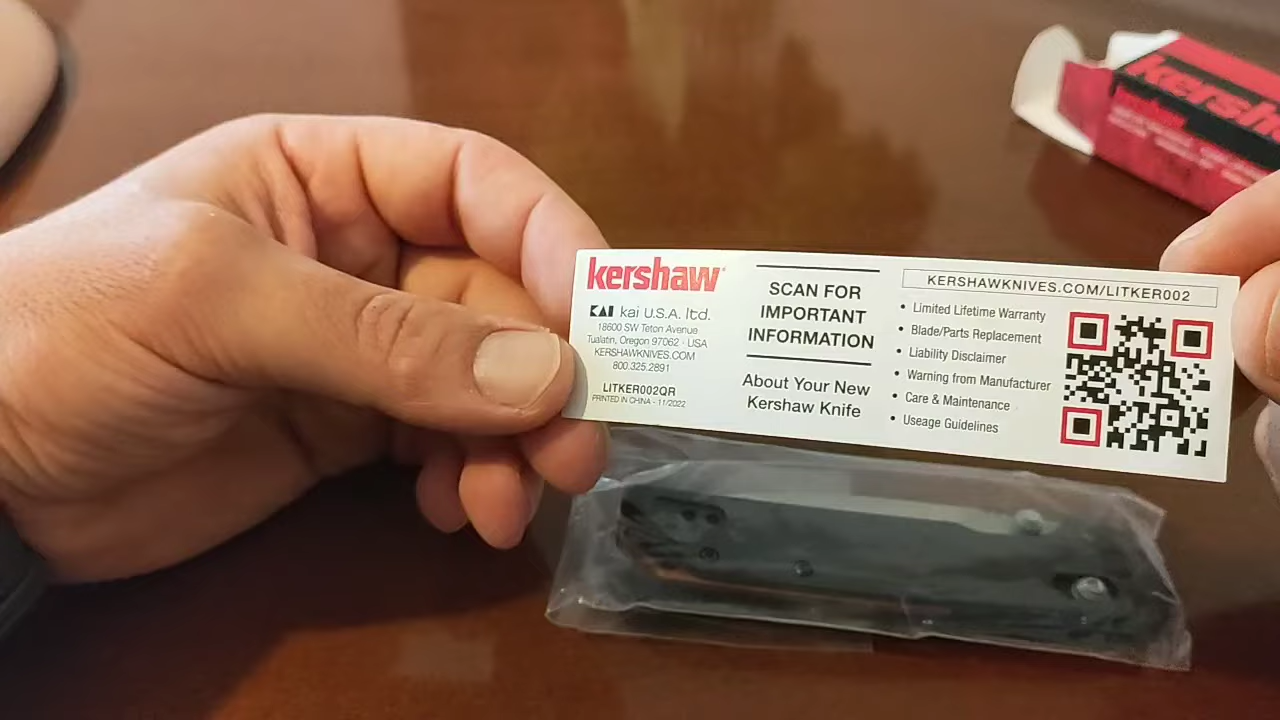 kershaw
KAI kai U.S.A. ltd.
18600 SW Teton Avenue
Tualatin, Oregon 97062 · USA
KERSHAWKNIVES.COM
800.325.2891
LITKER002QR
PRINTED IN CHINA - 11/2022
SCAN FOR
IMPORTANT
INFORMATION
About Your New
Kershaw Knife
KERSHAWKNIVES.COM/LITKER002
• Limited Lifetime Warranty
• Blade/Parts Replacement
• Liability Disclaimer
• Warning from Manufacturer
• Care & Maintenance
• Useage Guidelines
kersh